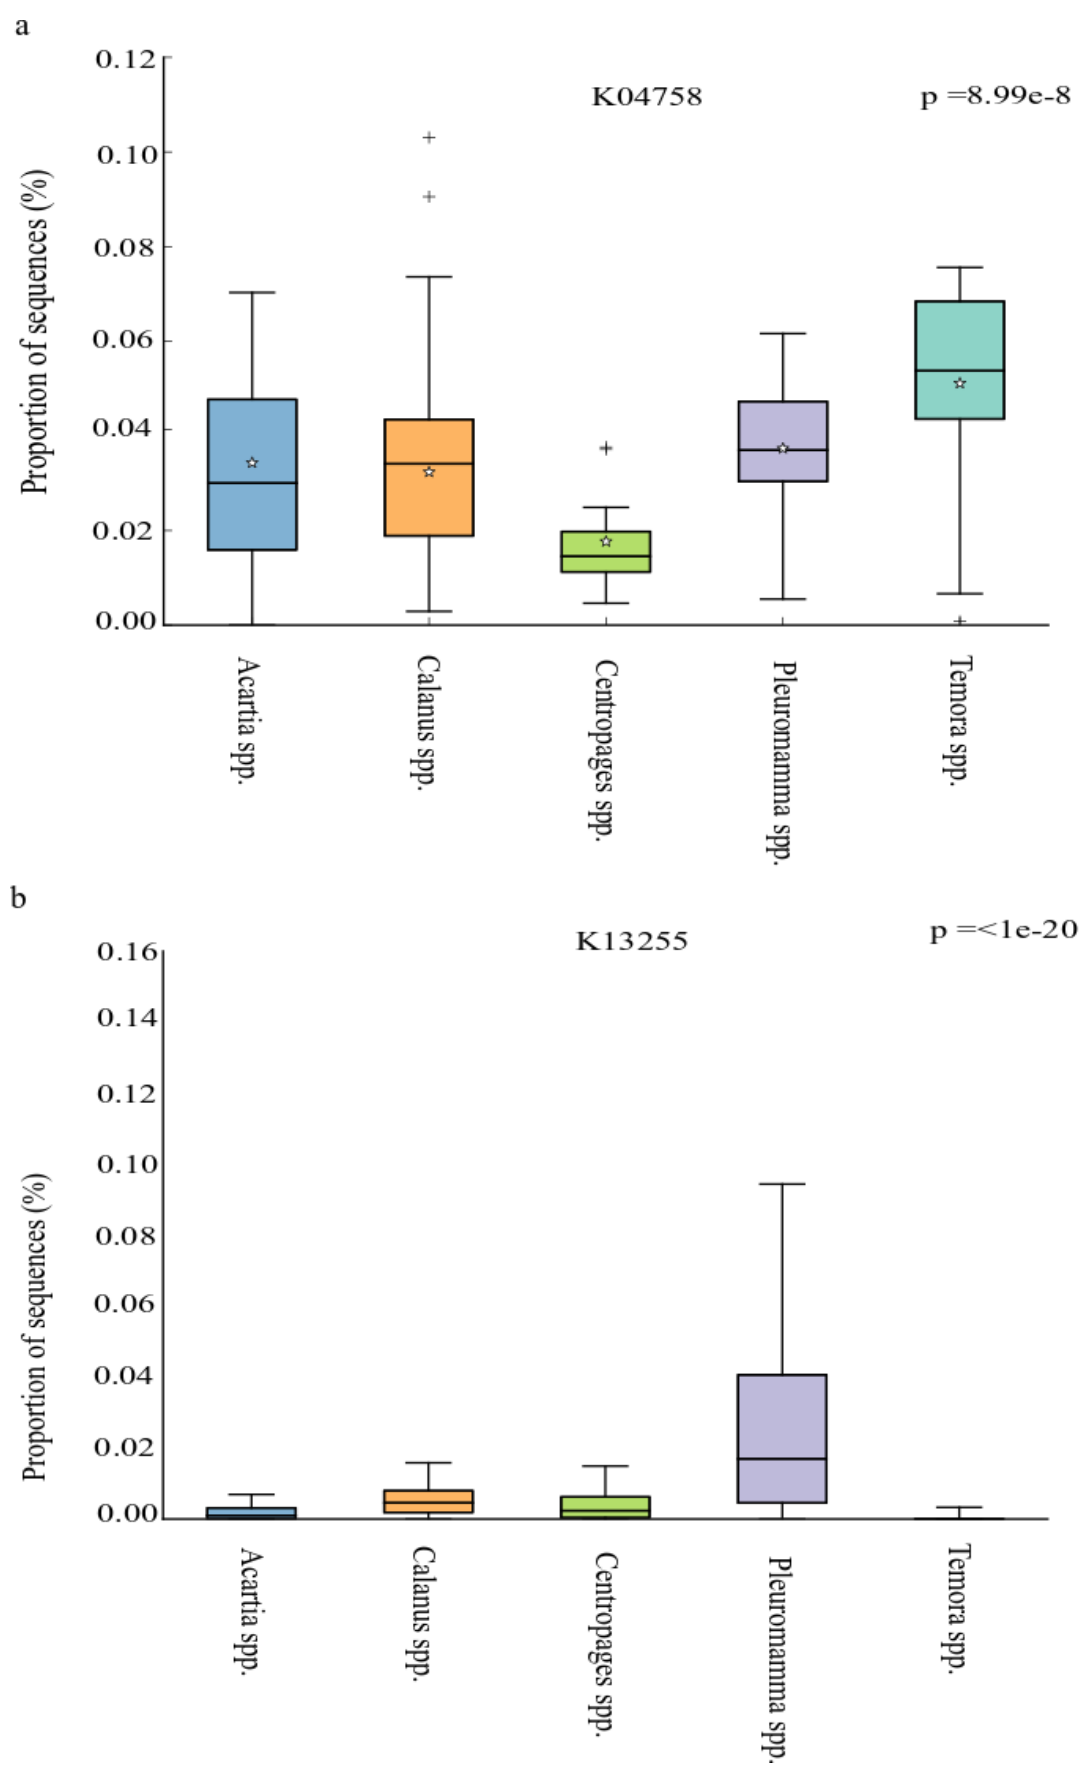 a
K04758
p =8.99e-8
Proportion of sequences (%)
0.12
0.10
0.08
0.06
0.04
0.02
0.00
Acartia spp.
Calanus spp.
Centropages spp.
Pleuromamma spp.
Temora spp.
b
K13255
p =<1e-20
Proportion of sequences (%)
0.16
0.14
0.12
0.10
0.08
0.06
0.04
0.02
0.00
Acartia spp.
Calanus spp.
Centropages spp.
Pleuromamma spp.
Temora spp.